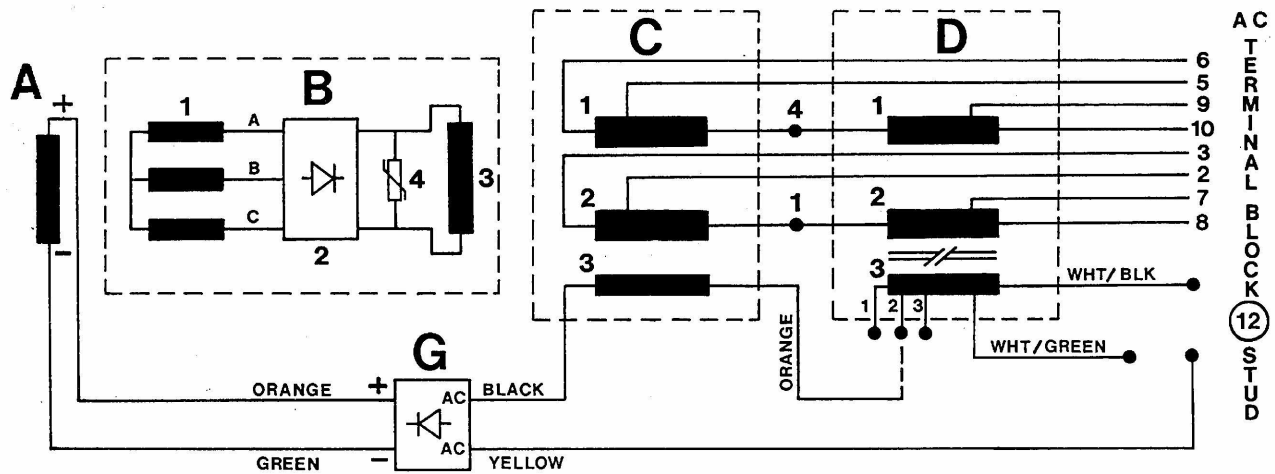 A
+
–
B
1
A
B
C
2
3
4
C
1
2
3
4
1
D
1
2
3
1
2
3
6
5
9
10
3
2
7
8
WHT/BLK
WHT/GREEN
AC
TERMINAL
BLOCK
12
STUD
ORANGE
G
ORANGE
+
AC
BLACK
GREEN
–
AC
YELLOW